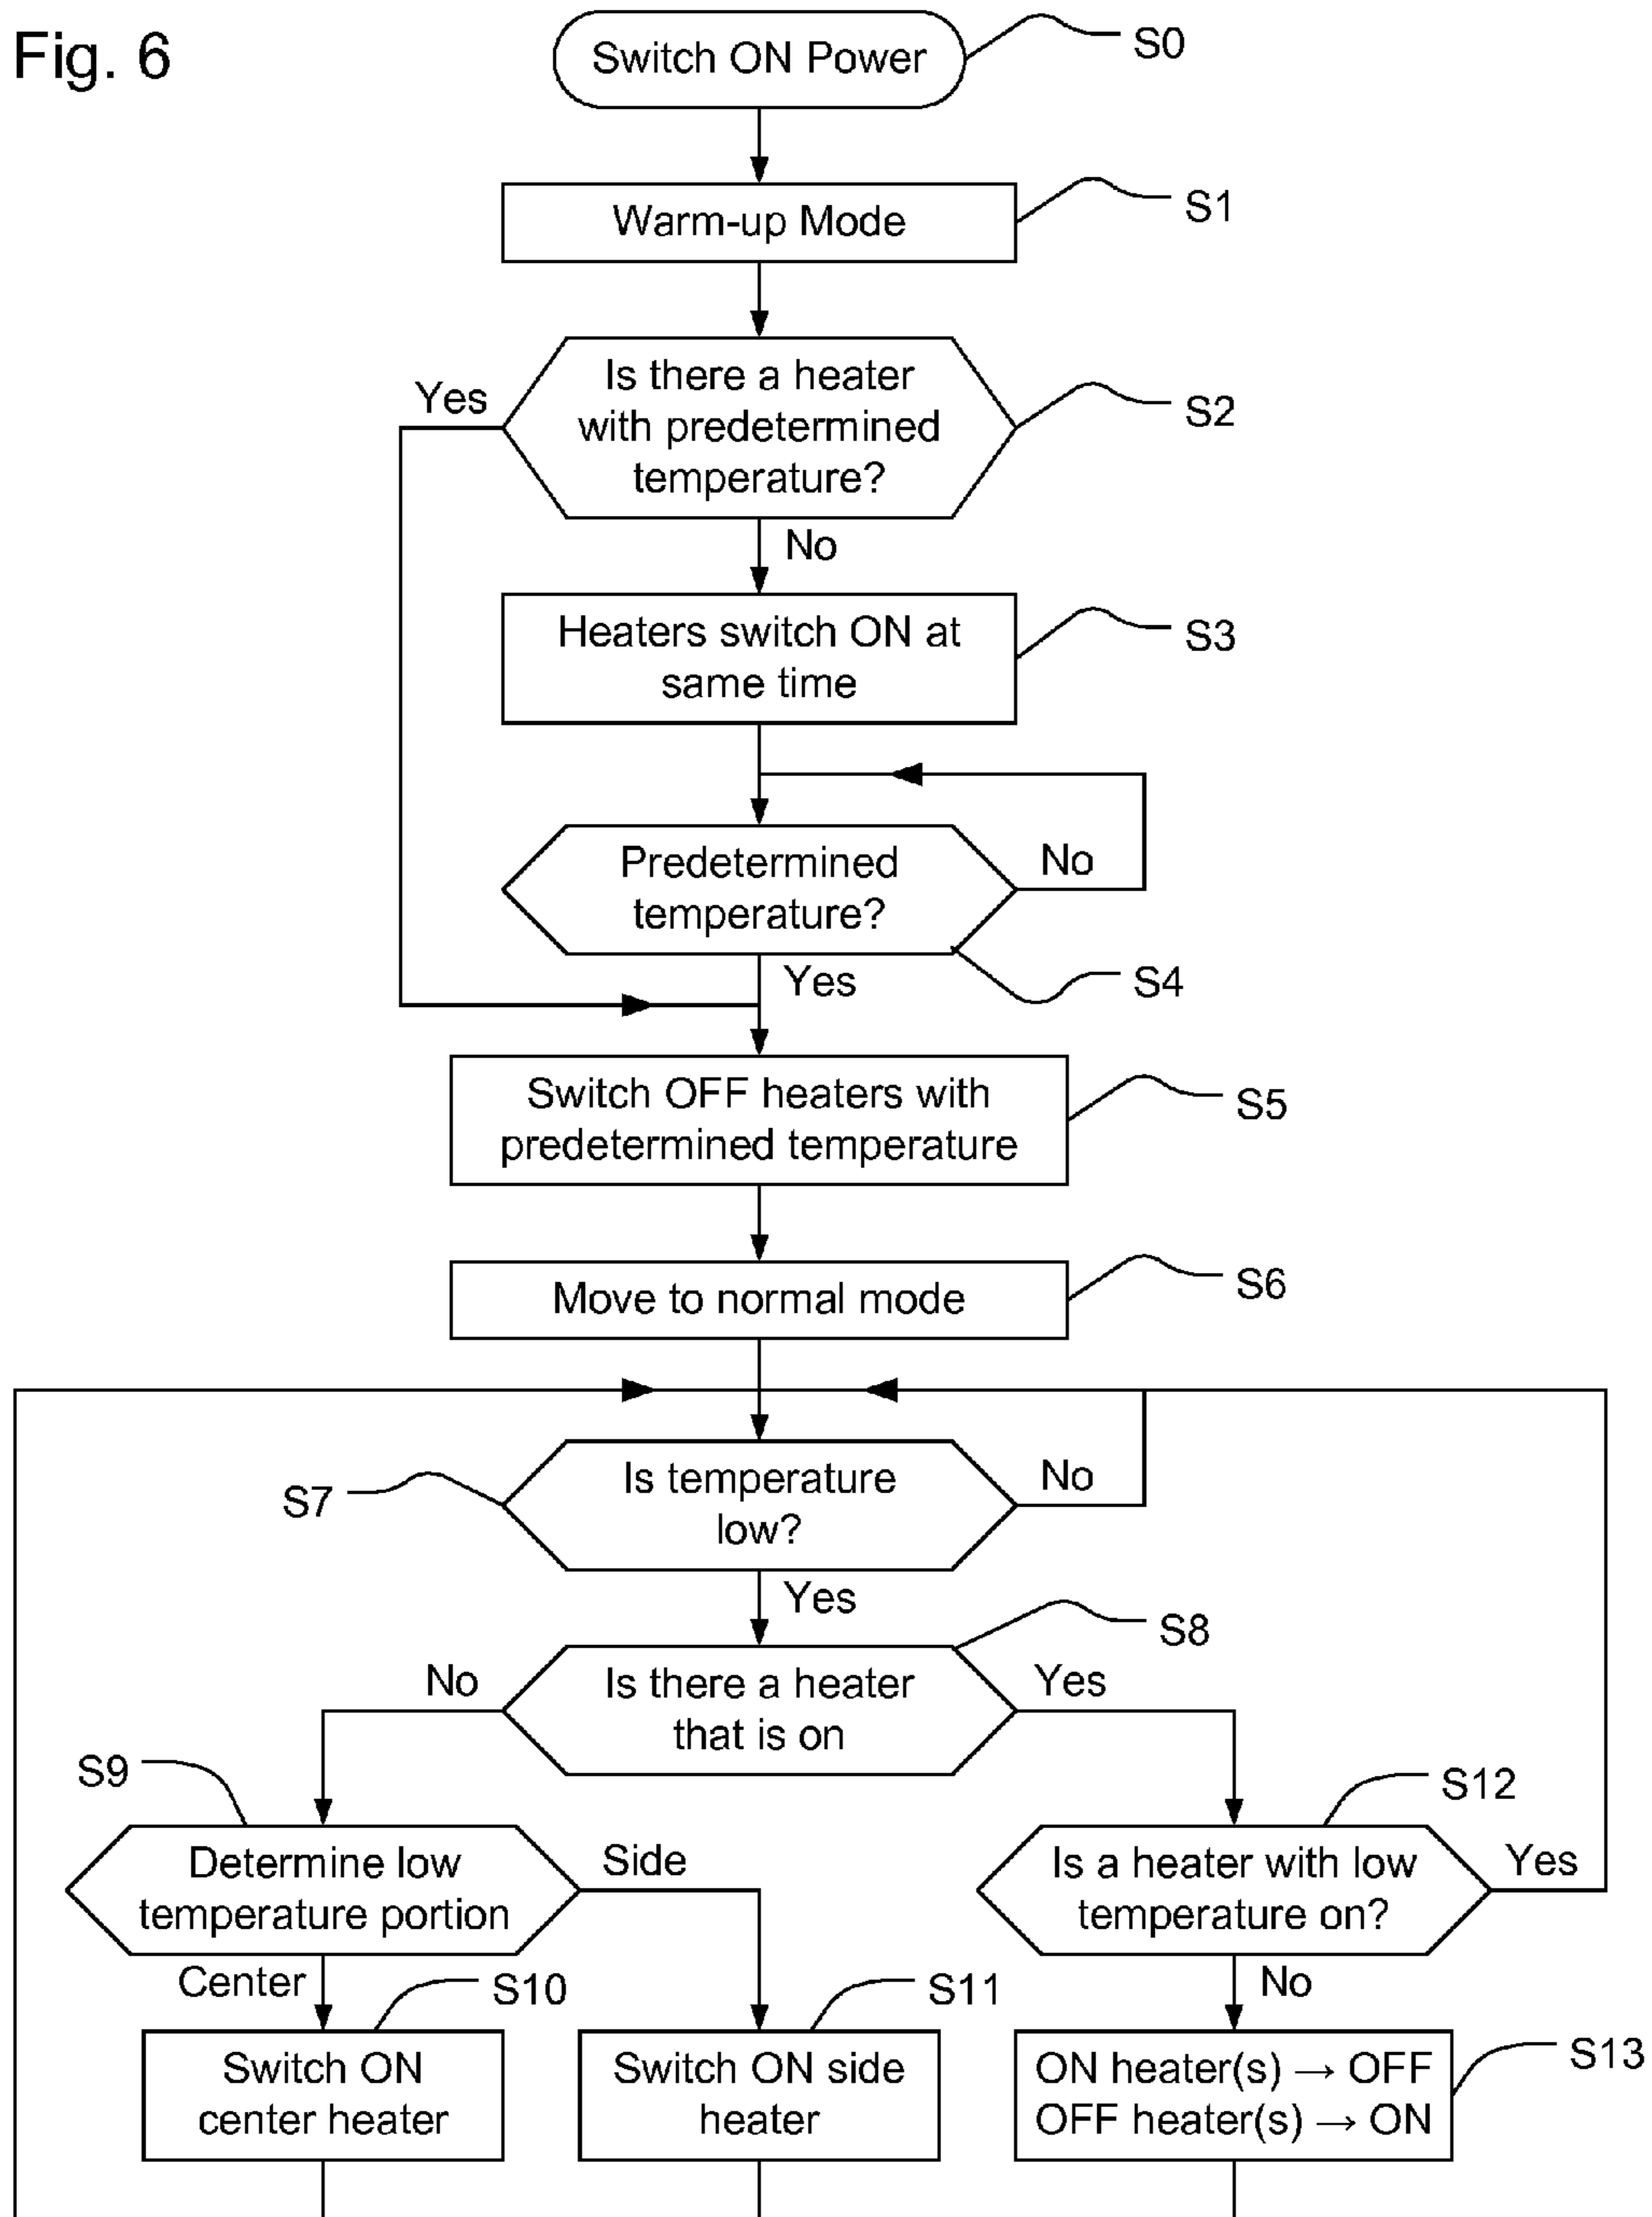 Fig. 6
Switch ON Power
S0
Warm-up Mode
S1
Is there a heater
with predetermined
temperature?
Yes
S2
No
Heaters switch ON at
same time
S3
Predetermined
temperature?
No
Yes
S4
Switch OFF heaters with
predetermined temperature
S5
Move to normal mode
S6
Is temperature
low?
No
S7
Yes
S8
No
Is there a heater
that is on
Yes
S9
S12
Determine low
temperature portion
Side
Is a heater with low
temperature on?
Yes
Center
S10
S11
No
Switch ON
center heater
Switch ON side
heater
ON heater(s) → OFF
OFF heater(s) → ON
S13